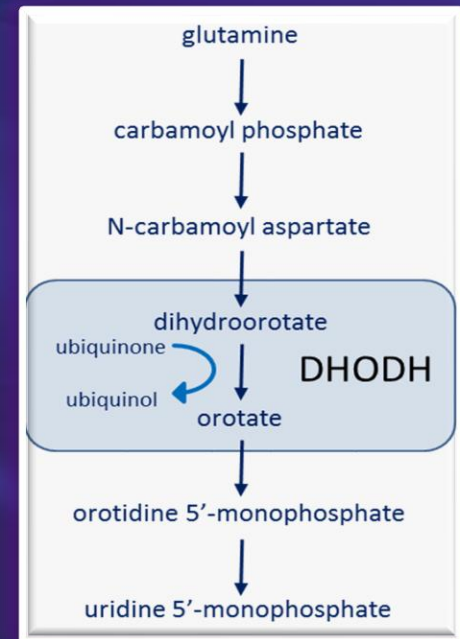 glutamine
carbamoyl phosphate
N-carbamoyl aspartate
dihydroorotate
ubiquinone
DHODH
ubiquinol
orotate
orotidine 5’-monophosphate
uridine 5’-monophosphate